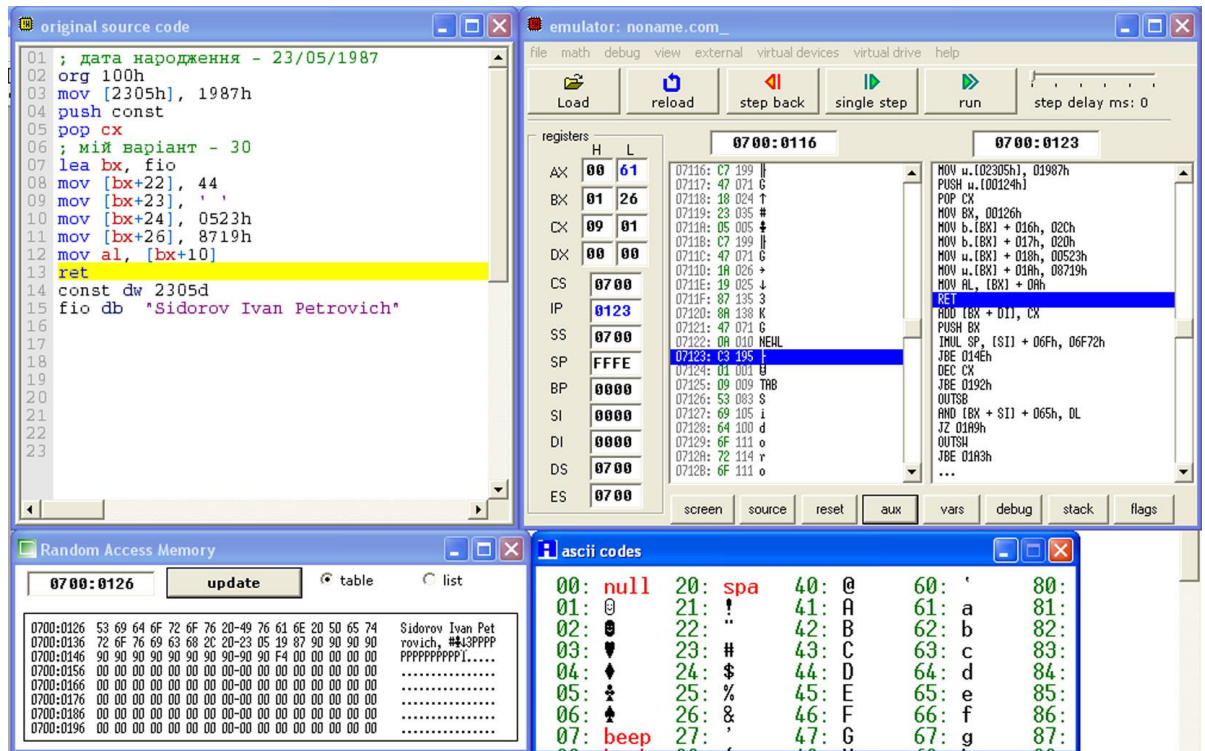 original source code
01 ; дата народження - 23/05/1987
02 org 100h
03 mov [2305h], 1987h
04 push const
05 pop cx
06 ; мій варіант - 30
07 lea bx, fio
08 mov [bx+22], 44
09 mov [bx+23], ' '
10 mov [bx+24], 0523h
11 mov [bx+26], 8719h
12 mov al, [bx+10]
13 ret
14 const dw 2305d
15 fio db "Sidorov Ivan Petrovich"
16
17
18
19
20
21
22
23
emulator: noname.com_
file math debug view external virtual devices virtual drive help
Load reload step back single step run step delay ms: 0
registers
H L
AX 00 61
BX 01 26
CX 09 01
DX 00 00
CS 0700
IP 0123
SS 0700
SP FFFE
BP 0000
SI 0000
DI 0000
DS 0700
ES 0700
0700:0116
07116: C7 199 ╟
07117: 47 071 G
07118: 18 024 ↑
07119: 23 035 #
0711A: 05 005 ♣
0711B: C7 199 ╟
0711C: 47 071 G
0711D: 1A 026 →
0711E: 19 025 ↓
0711F: 87 135 З
07120: 8A 138 К
07121: 47 071 G
07122: 0A 010 NEWL
07123: C3 195 ├
07124: 01 001 ☺
07125: 09 009 TAB
07126: 53 083 S
07127: 69 105 i
07128: 64 100 d
07129: 6F 111 o
0712A: 72 114 r
0712B: 6F 111 o
0700:0123
MOV w.[02305h], 01987h
PUSH w.[00124h]
POP CX
MOV BX, 00126h
MOV b.[BX] + 016h, 02Ch
MOV b.[BX] + 017h, 020h
MOV w.[BX] + 018h, 00523h
MOV w.[BX] + 01Ah, 08719h
MOV AL, [BX] + 0Ah
RET
ADD [BX + DI], CX
PUSH BX
IMUL SP, [SI] + 06Fh, 06F72h
JBE 014Eh
DEC CX
JBE 0192h
OUTSB
AND [BX + SI] + 065h, DL
JZ 01A9h
OUTSW
JBE 01A3h
...
screen source reset aux vars debug stack flags
Random Access Memory
0700:0126 update table list
0700:0126 53 69 64 6F 72 6F 76 20-49 76 61 6E 20 50 65 74 Sidorov Ivan Pet
0700:0136 72 6F 76 69 63 68 2C 20-23 05 19 87 90 90 90 90 rovich, #♣↓ЗРРРР
0700:0146 90 90 90 90 90 90 90 90-90 90 F4 00 00 00 00 00 РРРРРРРРРРЇ.....
0700:0156 00 00 00 00 00 00 00 00-00 00 00 00 00 00 00 00 ................
0700:0166 00 00 00 00 00 00 00 00-00 00 00 00 00 00 00 00 ................
0700:0176 00 00 00 00 00 00 00 00-00 00 00 00 00 00 00 00 ................
0700:0186 00 00 00 00 00 00 00 00-00 00 00 00 00 00 00 00 ................
0700:0196 00 00 00 00 00 00 00 00-00 00 00 00 00 00 00 00 ................
ascii codes
00: null 20: spa 40: @ 60: ` 80:
01: ☺ 21: ! 41: A 61: a 81:
02: ☻ 22: " 42: B 62: b 82:
03: ♥ 23: # 43: C 63: c 83:
04: ♦ 24: $ 44: D 64: d 84:
05: ♣ 25: % 45: E 65: e 85:
06: ♠ 26: & 46: F 66: f 86:
07: beep 27: ' 47: G 67: g 87: